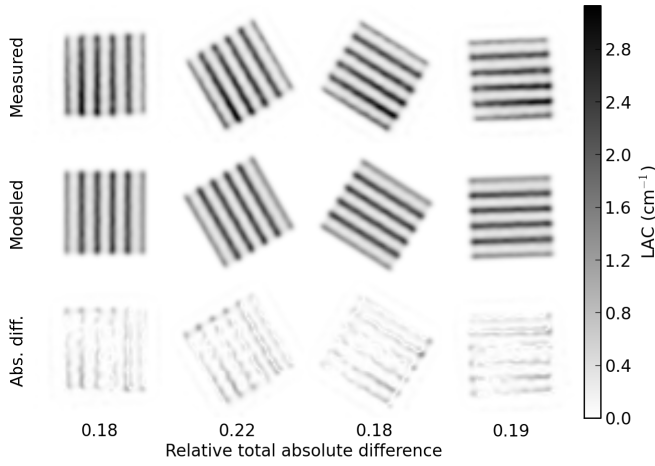 Measured
Modeled
Abs. diff.
0.18 0.22 0.18 0.19
Relative total absolute difference
2.8
2.4
2.0
1.6
1.2
0.8
0.4
0.0
LAC (cm⁻¹)